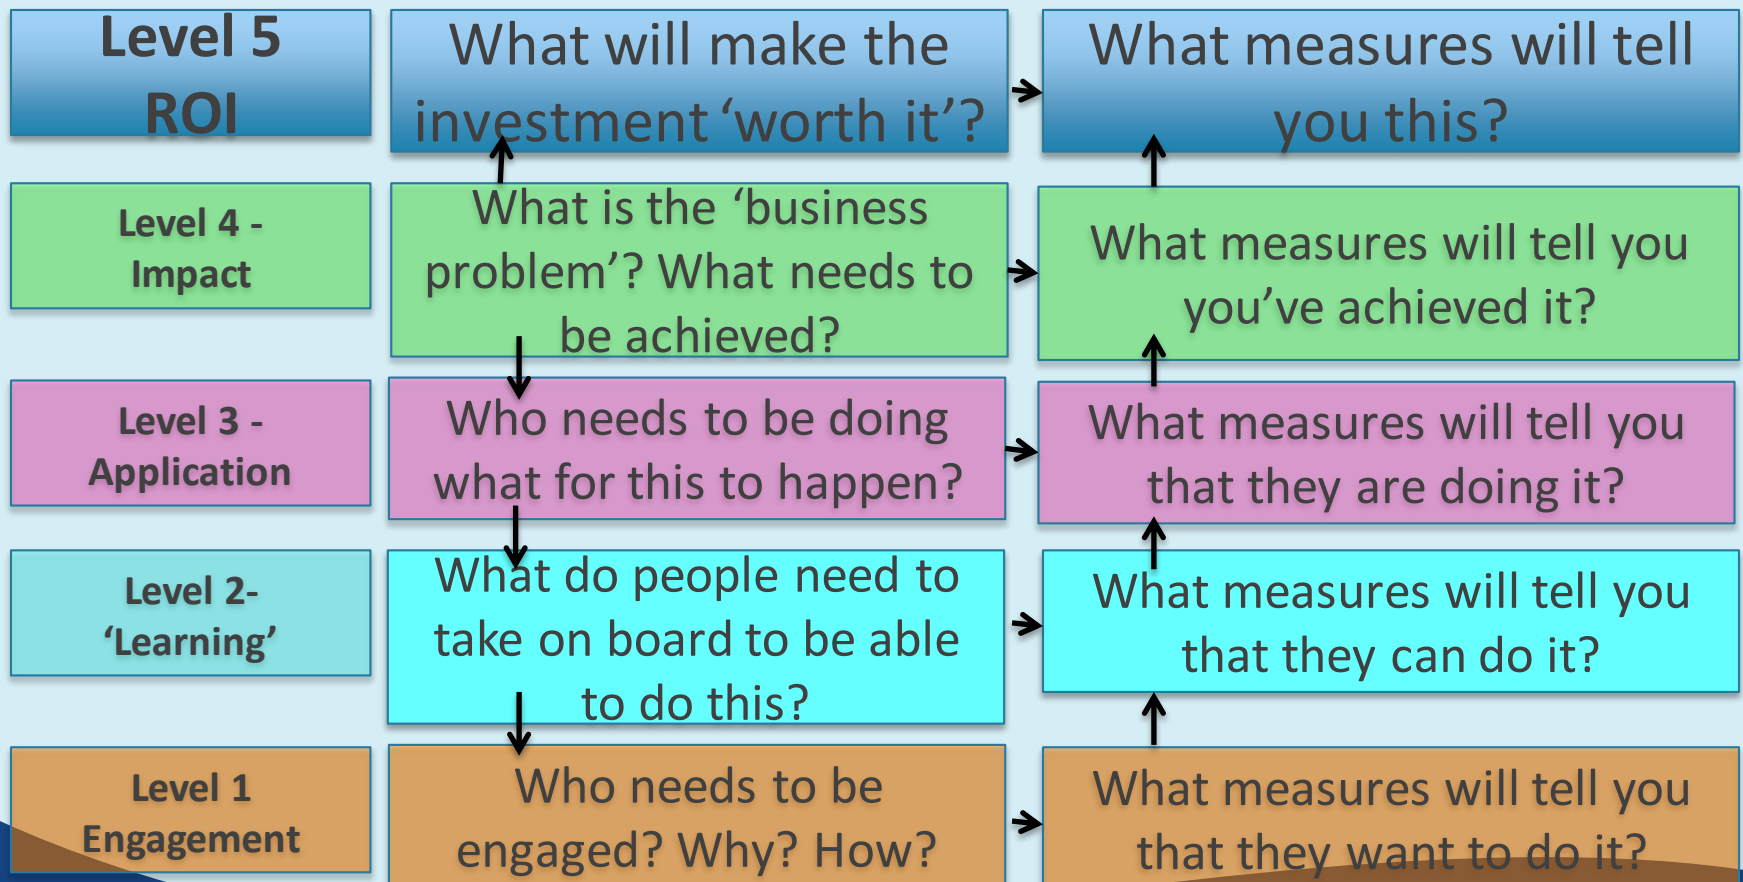 Level 5
ROI
What will make the
investment ‘worth it’?
What measures will tell
you this?
Level 4 -
Impact
What is the ‘business
problem’? What needs to
be achieved?
What measures will tell you
you’ve achieved it?
Level 3 -
Application
Who needs to be doing
what for this to happen?
What measures will tell you
that they are doing it?
Level 2-
‘Learning’
What do people need to
take on board to be able
to do this?
What measures will tell you
that they can do it?
Level 1
Engagement
Who needs to be
engaged? Why? How?
What measures will tell you
that they want to do it?